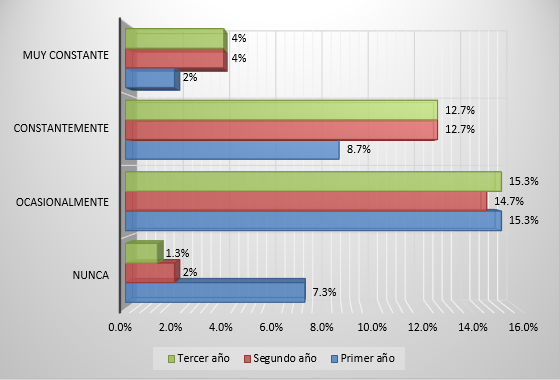 MUY CONSTANTE
4%
4%
2%
CONSTANTEMENTE
12.7%
12.7%
8.7%
OCASIONALMENTE
15.3%
14.7%
15.3%
NUNCA
1.3%
2%
7.3%
0.0% 2.0% 4.0% 6.0% 8.0% 10.0% 12.0% 14.0% 16.0%
Tercer año Segundo año Primer año